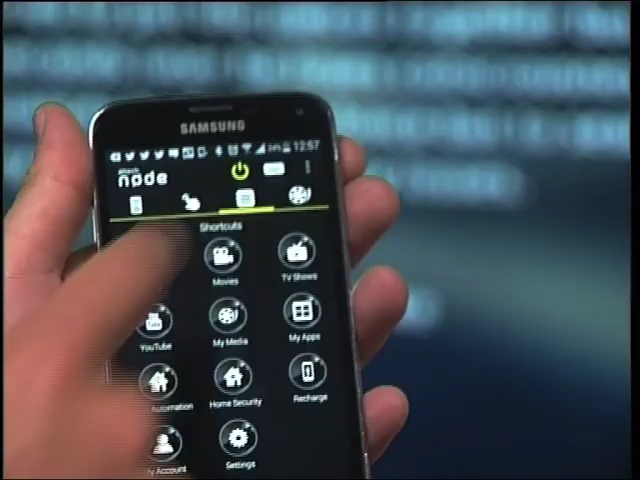 SAMSUNG
12:57
node
Shortcuts
Movies
TV Shows
YouTube
My Media
My Apps
Automation
Home Security
Recharge
Account
Settings